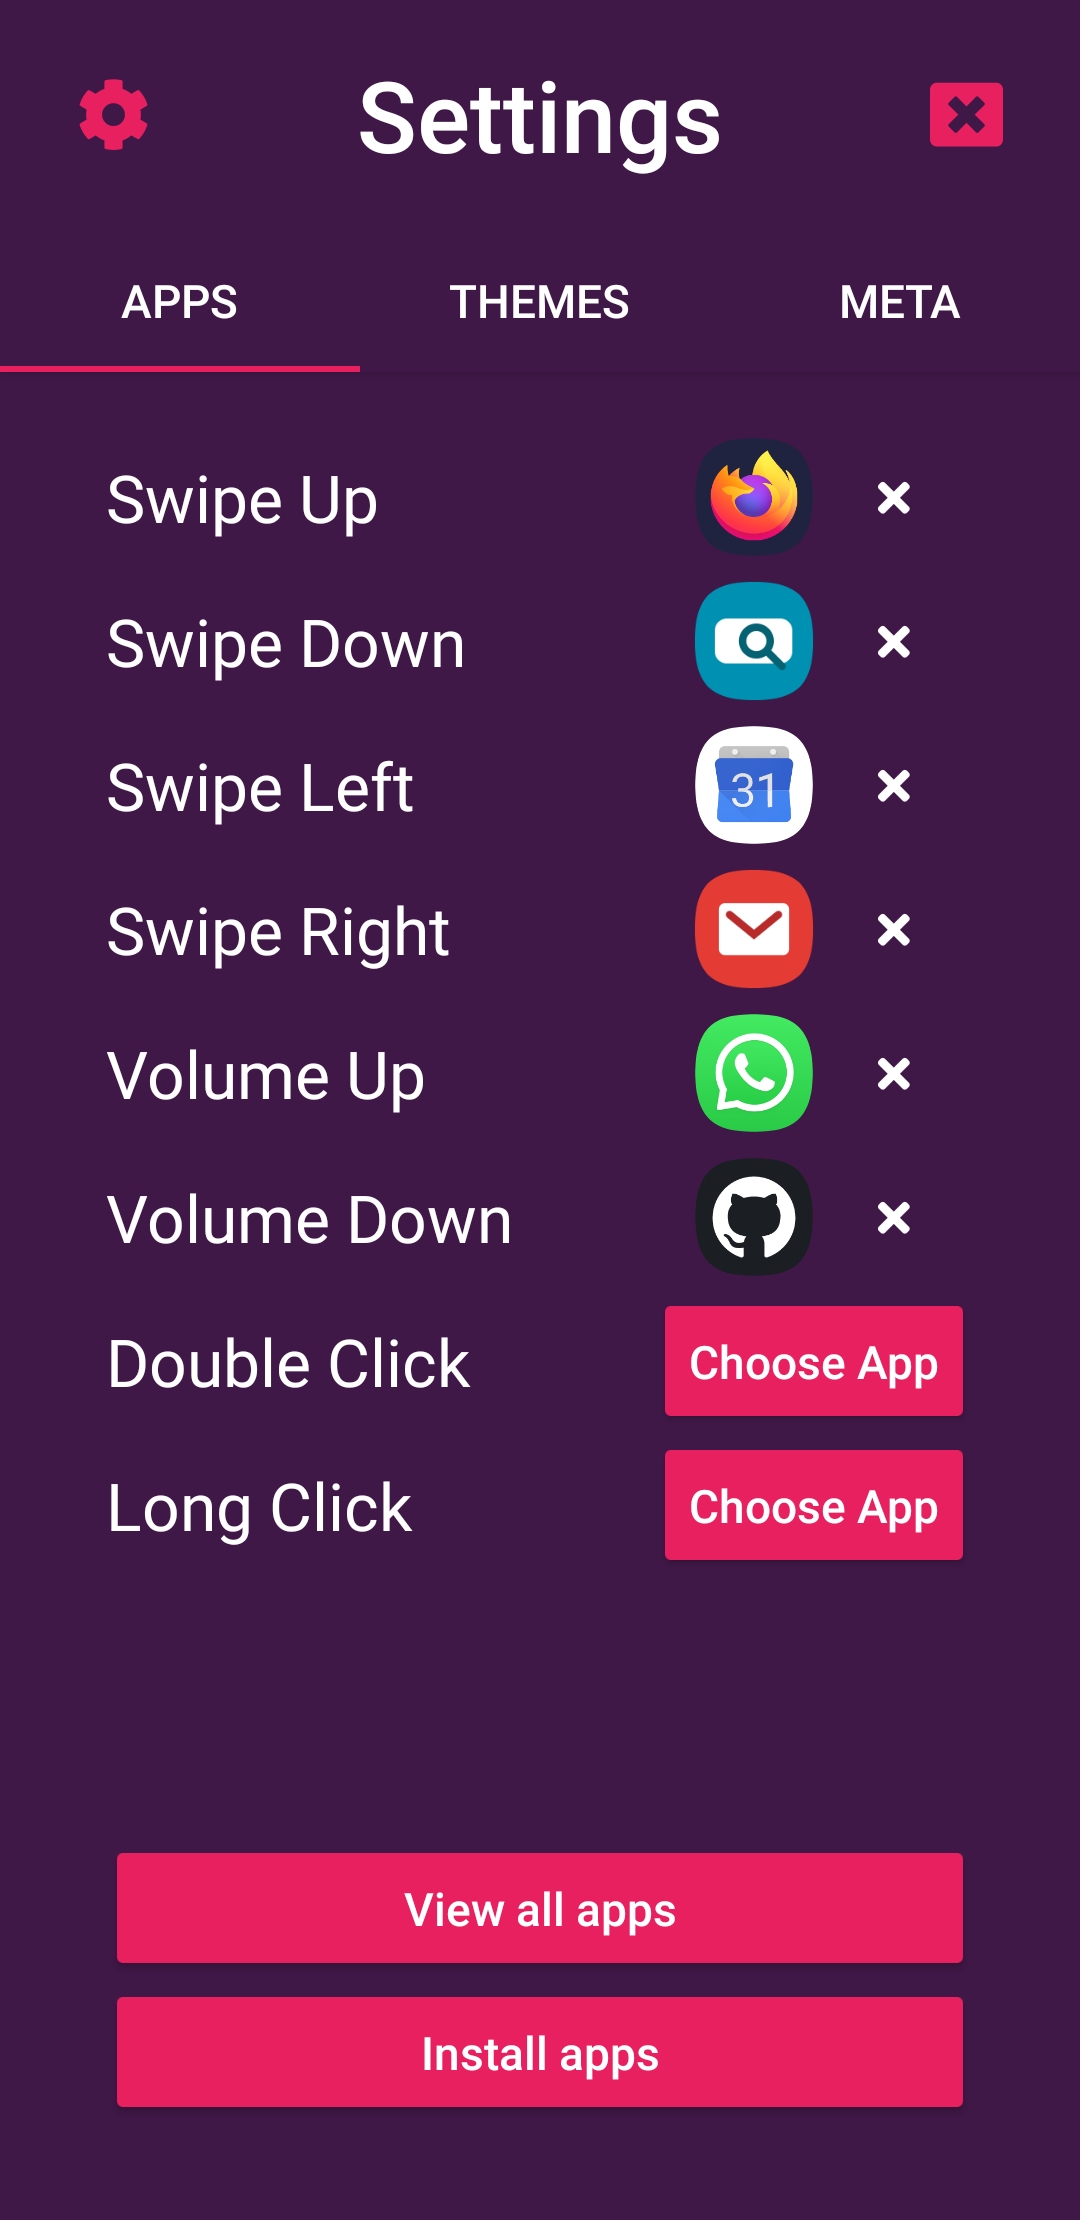 Settings
APPS THEMES META
Swipe Up
Swipe Down
Swipe Left
31
Swipe Right
Volume Up
Volume Down
Double Click Choose App
Long Click Choose App
View all apps
Install apps